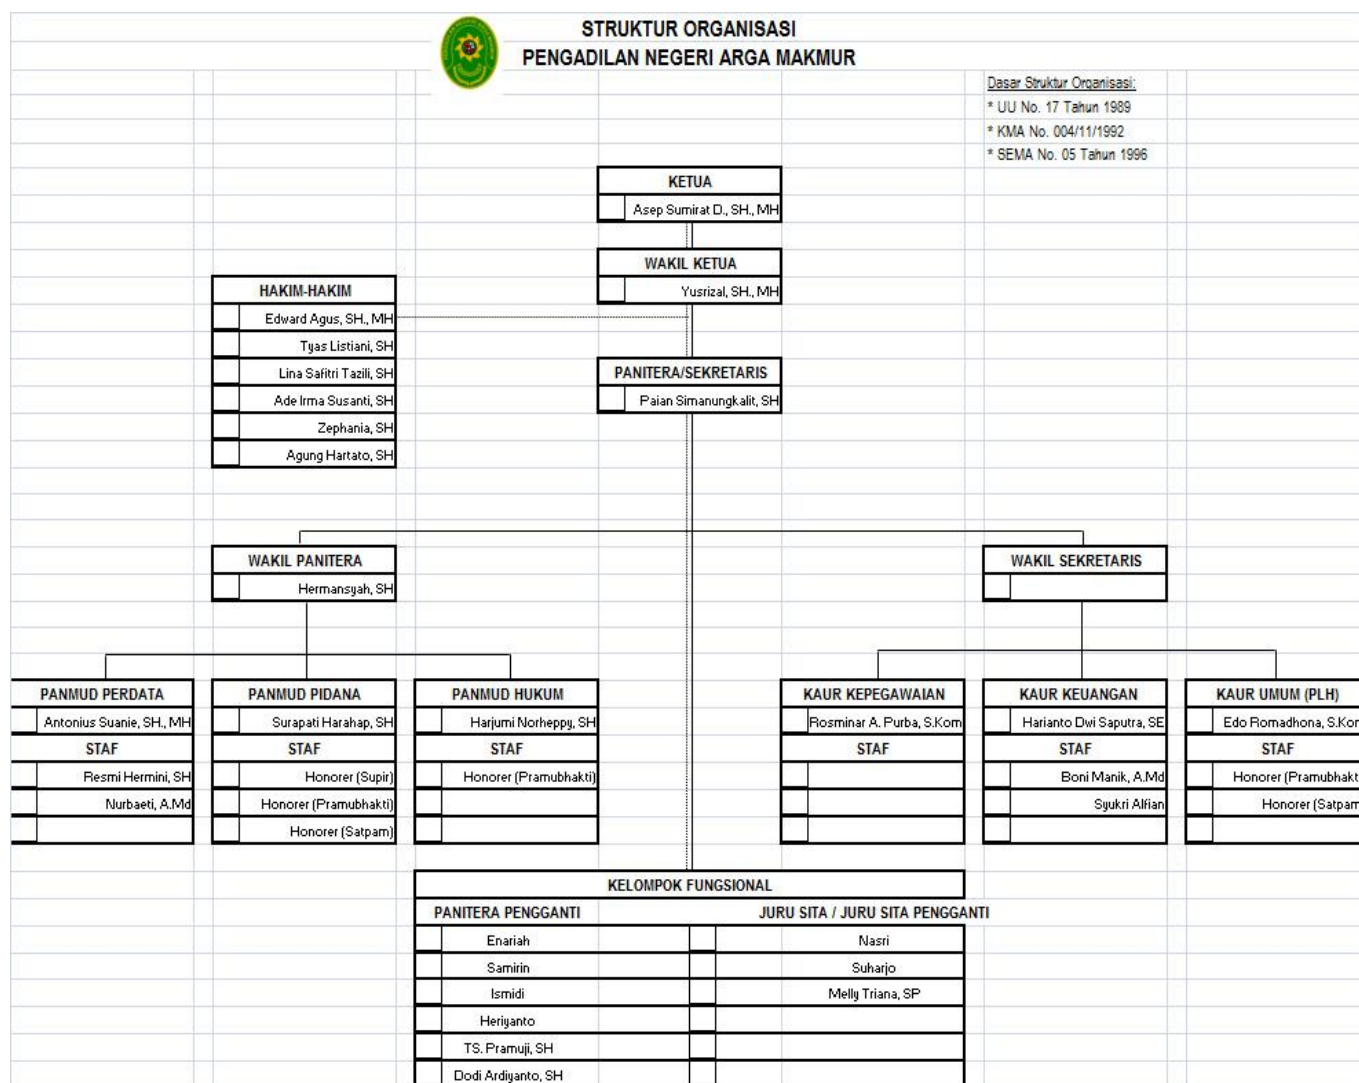 STRUKTUR ORGANISASI
PENGADILAN NEGERI ARGA MAKMUR
Dasar Struktur Organisasi:
* UU No. 17 Tahun 1989
* KMA No. 004/11/1992
* SEMA No. 05 Tahun 1996
KETUA
Asep Sumirat D., SH., MH
WAKIL KETUA
Yusrizal, SH., MH
HAKIM-HAKIM
Edward Agus, SH., MH
Tyas Listiani, SH
Lina Safitri Tazili, SH
Ade Irma Susanti, SH
Zephania, SH
Agung Hartato, SH
PANITERA/SEKRETARIS
Paian Simanungkalit, SH
WAKIL PANITERA
Hermansyah, SH
WAKIL SEKRETARIS
PANMUD PERDATA
Antonius Suanie, SH., MH
STAF
Resmi Hermini, SH
Nurbaeti, A.Md
PANMUD PIDANA
Surapati Harahap, SH
STAF
Honorer (Supir)
Honorer (Pramubhakti)
Honorer (Satpam)
PANMUD HUKUM
Harjumi Norheppy, SH
STAF
Honorer (Pramubhakti)
KAUR KEPEGAWAIAN
Rosminar A. Purba, S.Kom
STAF
KAUR KEUANGAN
Harianto Dwi Saputra, SE
STAF
Boni Manik, A.Md
Syukri Alfian
KAUR UMUM (PLH)
Edo Romadhona, S.Kor
STAF
Honorer (Pramubhakt
Honorer (Satpam
KELOMPOK FUNGSIONAL
PANITERA PENGGANTI
Enariah
Samirin
Ismidi
Heriyanto
TS. Pramuji, SH
Dodi Ardiyanto, SH
JURU SITA / JURU SITA PENGGANTI
Nasri
Suharjo
Melly Triana, SP